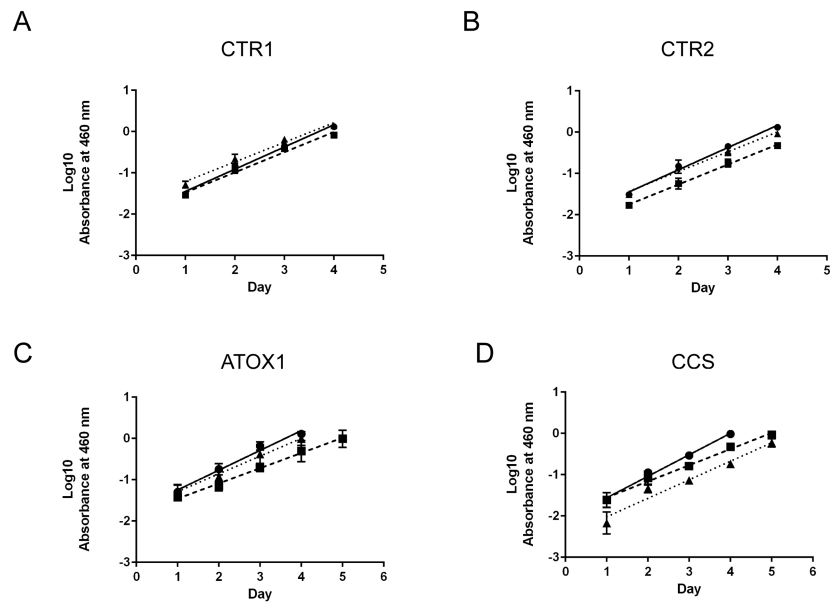 A
CTR1
1
0
-1
-2
-3
Log10
Absorbance at 460 nm
0 1 2 3 4 5
Day
B
CTR2
1
0
-1
-2
-3
Log10
Absorbance at 460 nm
0 1 2 3 4 5
Day
C
ATOX1
1
0
-1
-2
-3
Log10
Absorbance at 460 nm
0 1 2 3 4 5 6
Day
D
CCS
1
0
-1
-2
-3
Log10
Absorbance at 460 nm
0 1 2 3 4 5 6
Day